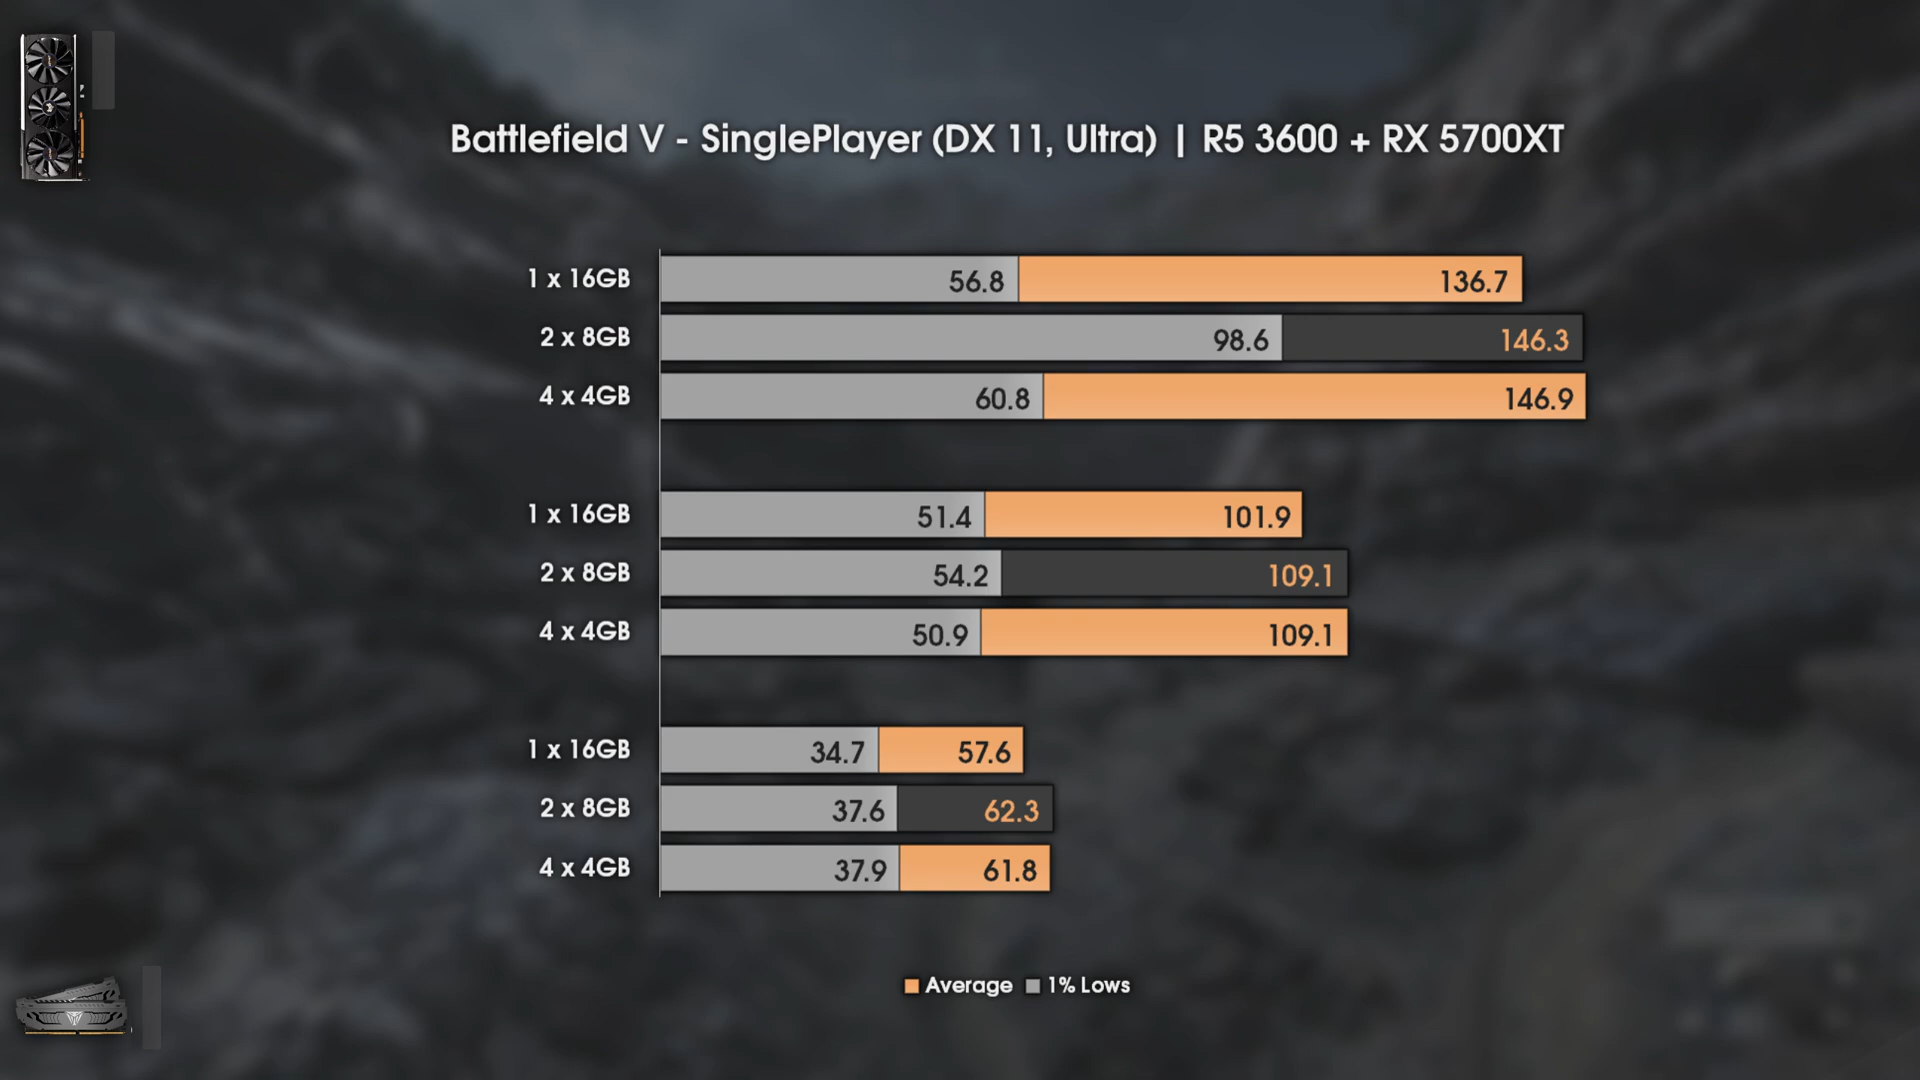 Battlefield V - SinglePlayer (DX 11, Ultra) | R5 3600 + RX 5700XT
1 x 16GB 56.8 136.7
2 x 8GB 98.6 146.3
4 x 4GB 60.8 146.9
1 x 16GB 51.4 101.9
2 x 8GB 54.2 109.1
4 x 4GB 50.9 109.1
1 x 16GB 34.7 57.6
2 x 8GB 37.6 62.3
4 x 4GB 37.9 61.8
Average 1% Lows